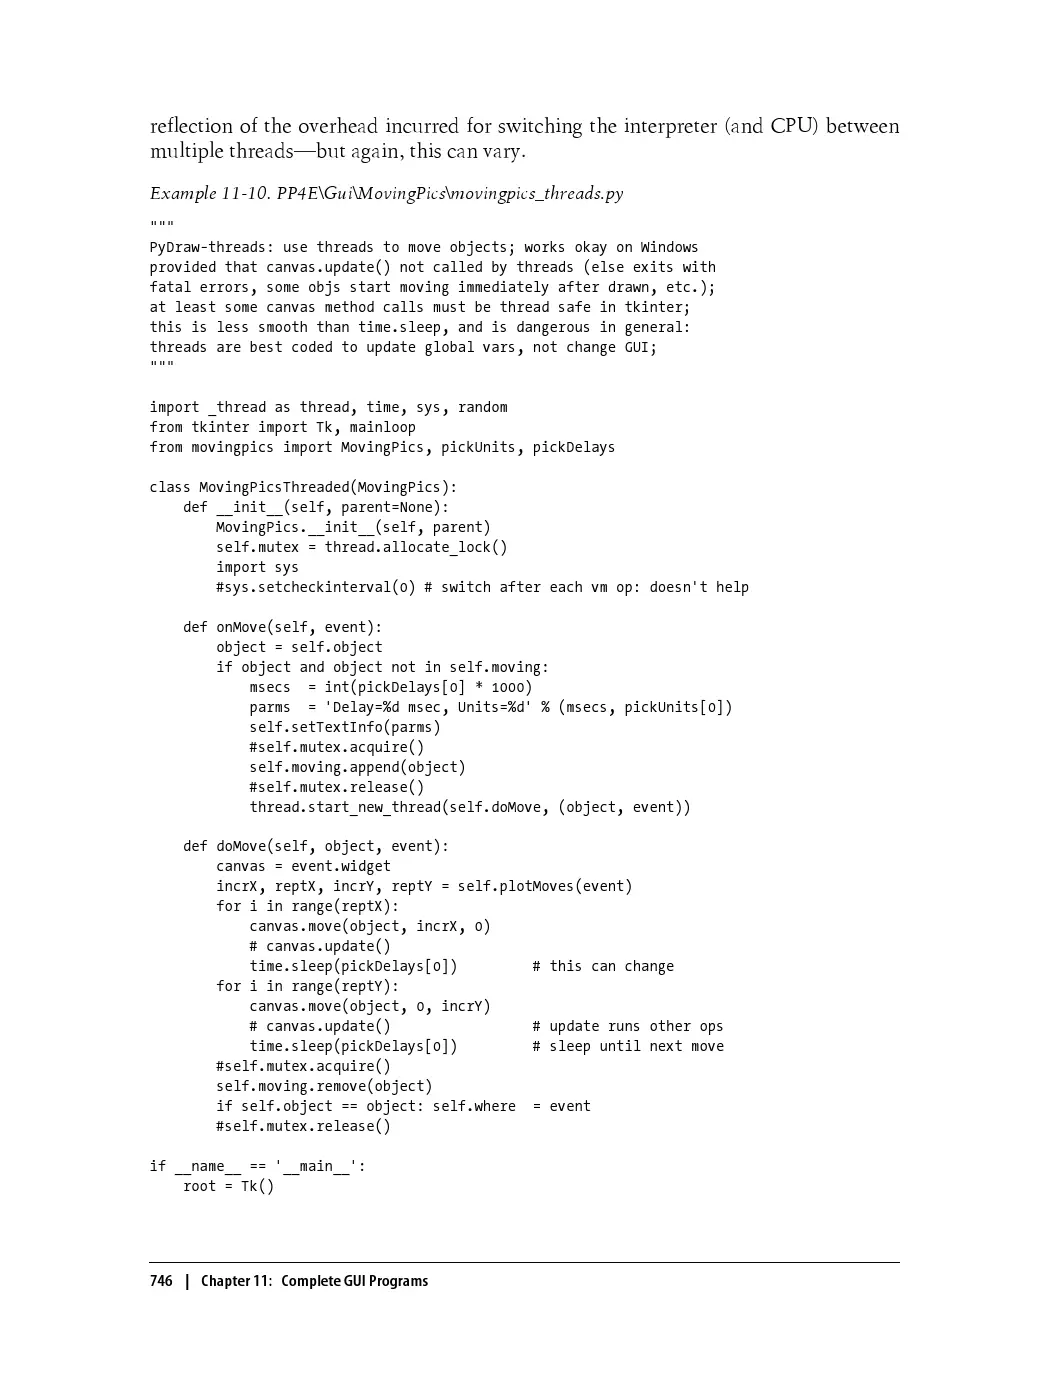 reflection of the overhead incurred for switching the interpreter (and CPU) between
multiple threads—but again, this can vary.
Example 11-10. PP4E\Gui\MovingPics\movingpics_threads.py
"""
PyDraw-threads: use threads to move objects; works okay on Windows
provided that canvas.update() not called by threads (else exits with
fatal errors, some objs start moving immediately after drawn, etc.);
at least some canvas method calls must be thread safe in tkinter;
this is less smooth than time.sleep, and is dangerous in general:
threads are best coded to update global vars, not change GUI;
"""
import _thread as thread, time, sys, random
from tkinter import Tk, mainloop
from movingpics import MovingPics, pickUnits, pickDelays
class MovingPicsThreaded(MovingPics):
    def __init__(self, parent=None):
        MovingPics.__init__(self, parent)
        self.mutex = thread.allocate_lock()
        import sys
        #sys.setcheckinterval(0) # switch after each vm op: doesn't help
    def onMove(self, event):
        object = self.object
        if object and object not in self.moving:
            msecs  = int(pickDelays[0] * 1000)
            parms  = 'Delay=%d msec, Units=%d' % (msecs, pickUnits[0])
            self.setTextInfo(parms)
            #self.mutex.acquire()
            self.moving.append(object)
            #self.mutex.release()
            thread.start_new_thread(self.doMove, (object, event))
    def doMove(self, object, event):
        canvas = event.widget
        incrX, reptX, incrY, reptY = self.plotMoves(event)
        for i in range(reptX):
            canvas.move(object, incrX, 0)
            # canvas.update()
            time.sleep(pickDelays[0])         # this can change
        for i in range(reptY):
            canvas.move(object, 0, incrY)
            # canvas.update()                 # update runs other ops
            time.sleep(pickDelays[0])         # sleep until next move
        #self.mutex.acquire()
        self.moving.remove(object)
        if self.object == object: self.where  = event
        #self.mutex.release()
if __name__ == '__main__':
    root = Tk()
746 | Chapter 11: Complete GUI Programs